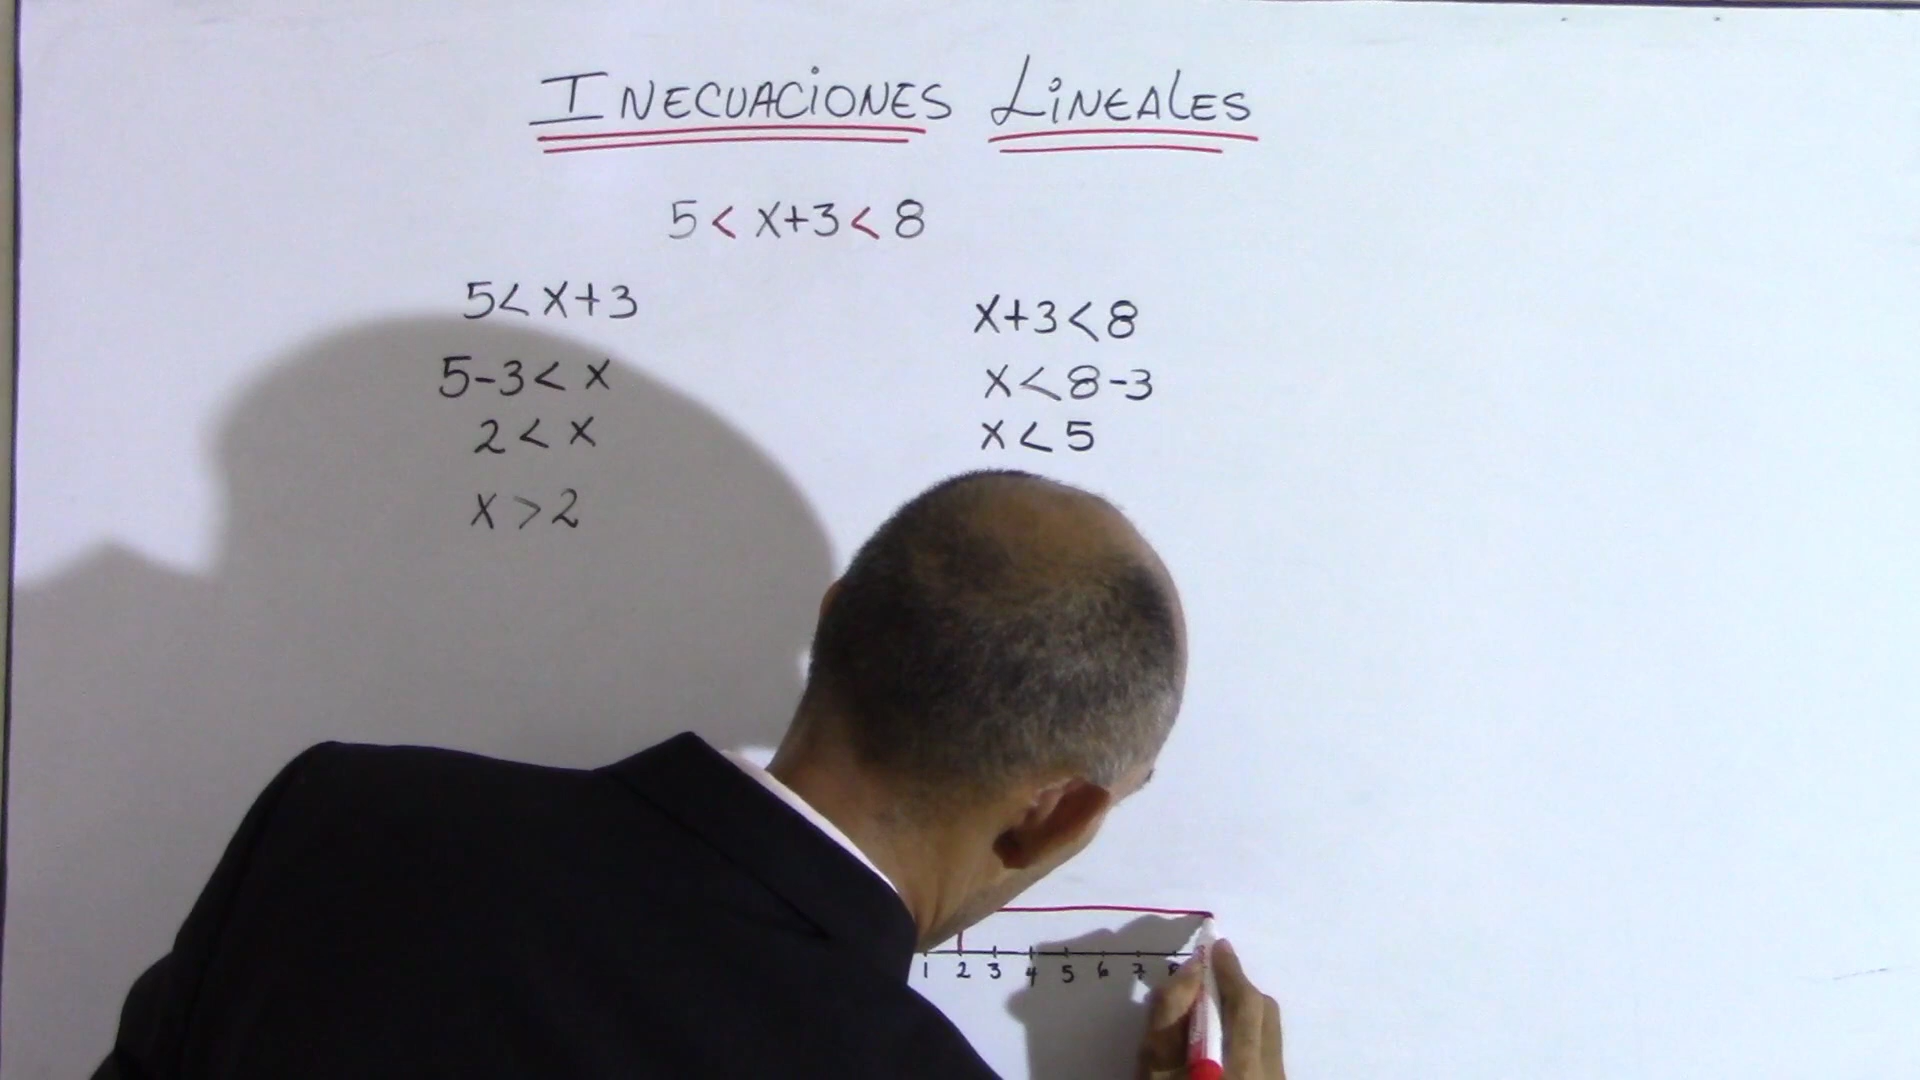 INECUACIONES LINEALES
5 < x+3 < 8
5 < x+3
5-3 < x
2 < x
x > 2
x+3 < 8
x < 8-3
x < 5
1 2 3 4 5 6 7 8